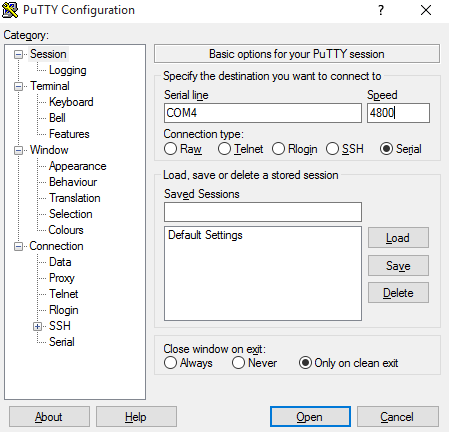 PuTTY Configuration
Category:
Session
Logging
Terminal
Keyboard
Bell
Features
Window
Appearance
Behaviour
Translation
Selection
Colours
Connection
Data
Proxy
Telnet
Rlogin
SSH
Serial
Basic options for your PuTTY session
Specify the destination you want to connect to
Serial line Speed
COM4 4800
Connection type:
Raw Telnet Rlogin SSH Serial
Load, save or delete a stored session
Saved Sessions
Default Settings
Load
Save
Delete
Close window on exit:
Always Never Only on clean exit
About Help Open Cancel